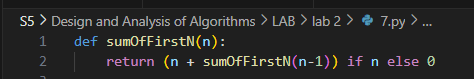 S5 > Design and Analysis of Algorithms > LAB > lab 2 > 7.py > ...
1 def sumOfFirstN(n):
2 return (n + sumOfFirstN(n-1)) if n else 0